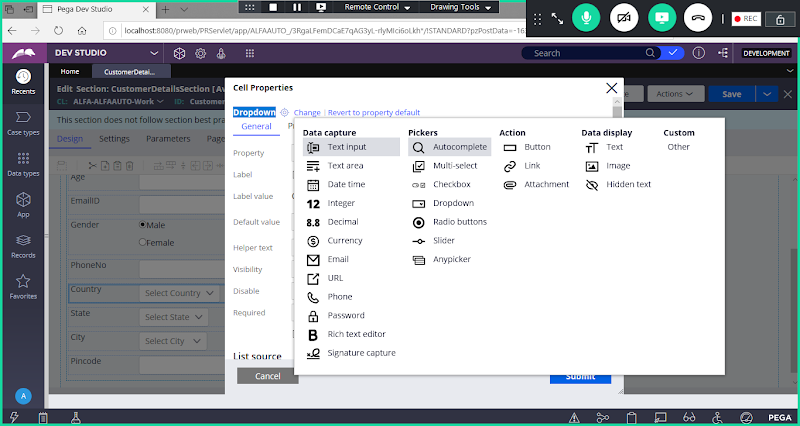 Pega Dev Studio
Remote Control
Drawing Tools
REC
localhost:8080/prweb/PRServlet/app/ALFAAUTO_/3RgaLFemDCaE7qAG3yL-rlyMIci6oLkh*/!STANDARD?pzPostData=-16
DEV STUDIO
Search
DEVELOPMENT
Home
CustomerDetai...
Recents
Case types
Data types
App
Records
Favorites
A
Edit Section: CustomerDetailsSection [Av
CL: ALFA-ALFAAUTO-Work
ID: Custome
Actions
Save
This section does not follow section best pra
Design
Settings
Parameters
Age
EmailID
Gender
Male
Female
PhoneNo
Country
Select Country
State
Select State
City
Select City
Pincode
Cell Properties
Dropdown
Change | Revert to property default
General
P
Property
Label
Label value
Default value
Helper text
Visibility
Disable
Required
List source
Cancel
Submit
Data capture
Text input
Text area
Date time
12 Integer
8.8 Decimal
Currency
Email
URL
Phone
Password
B Rich text editor
Signature capture
Pickers
Autocomplete
Multi-select
Checkbox
Dropdown
Radio buttons
Slider
Anypicker
Action
Button
Link
Attachment
Data display
Text
Image
Hidden text
Custom
Other
PEGA